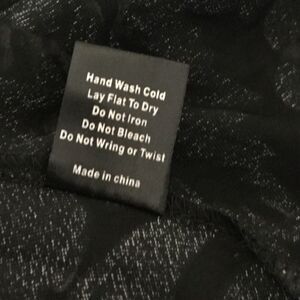 Hand Wash Cold
Lay Flat To Dry
Do Not Iron
Do Not Bleach
Do Not Wring or Twist
Made in china